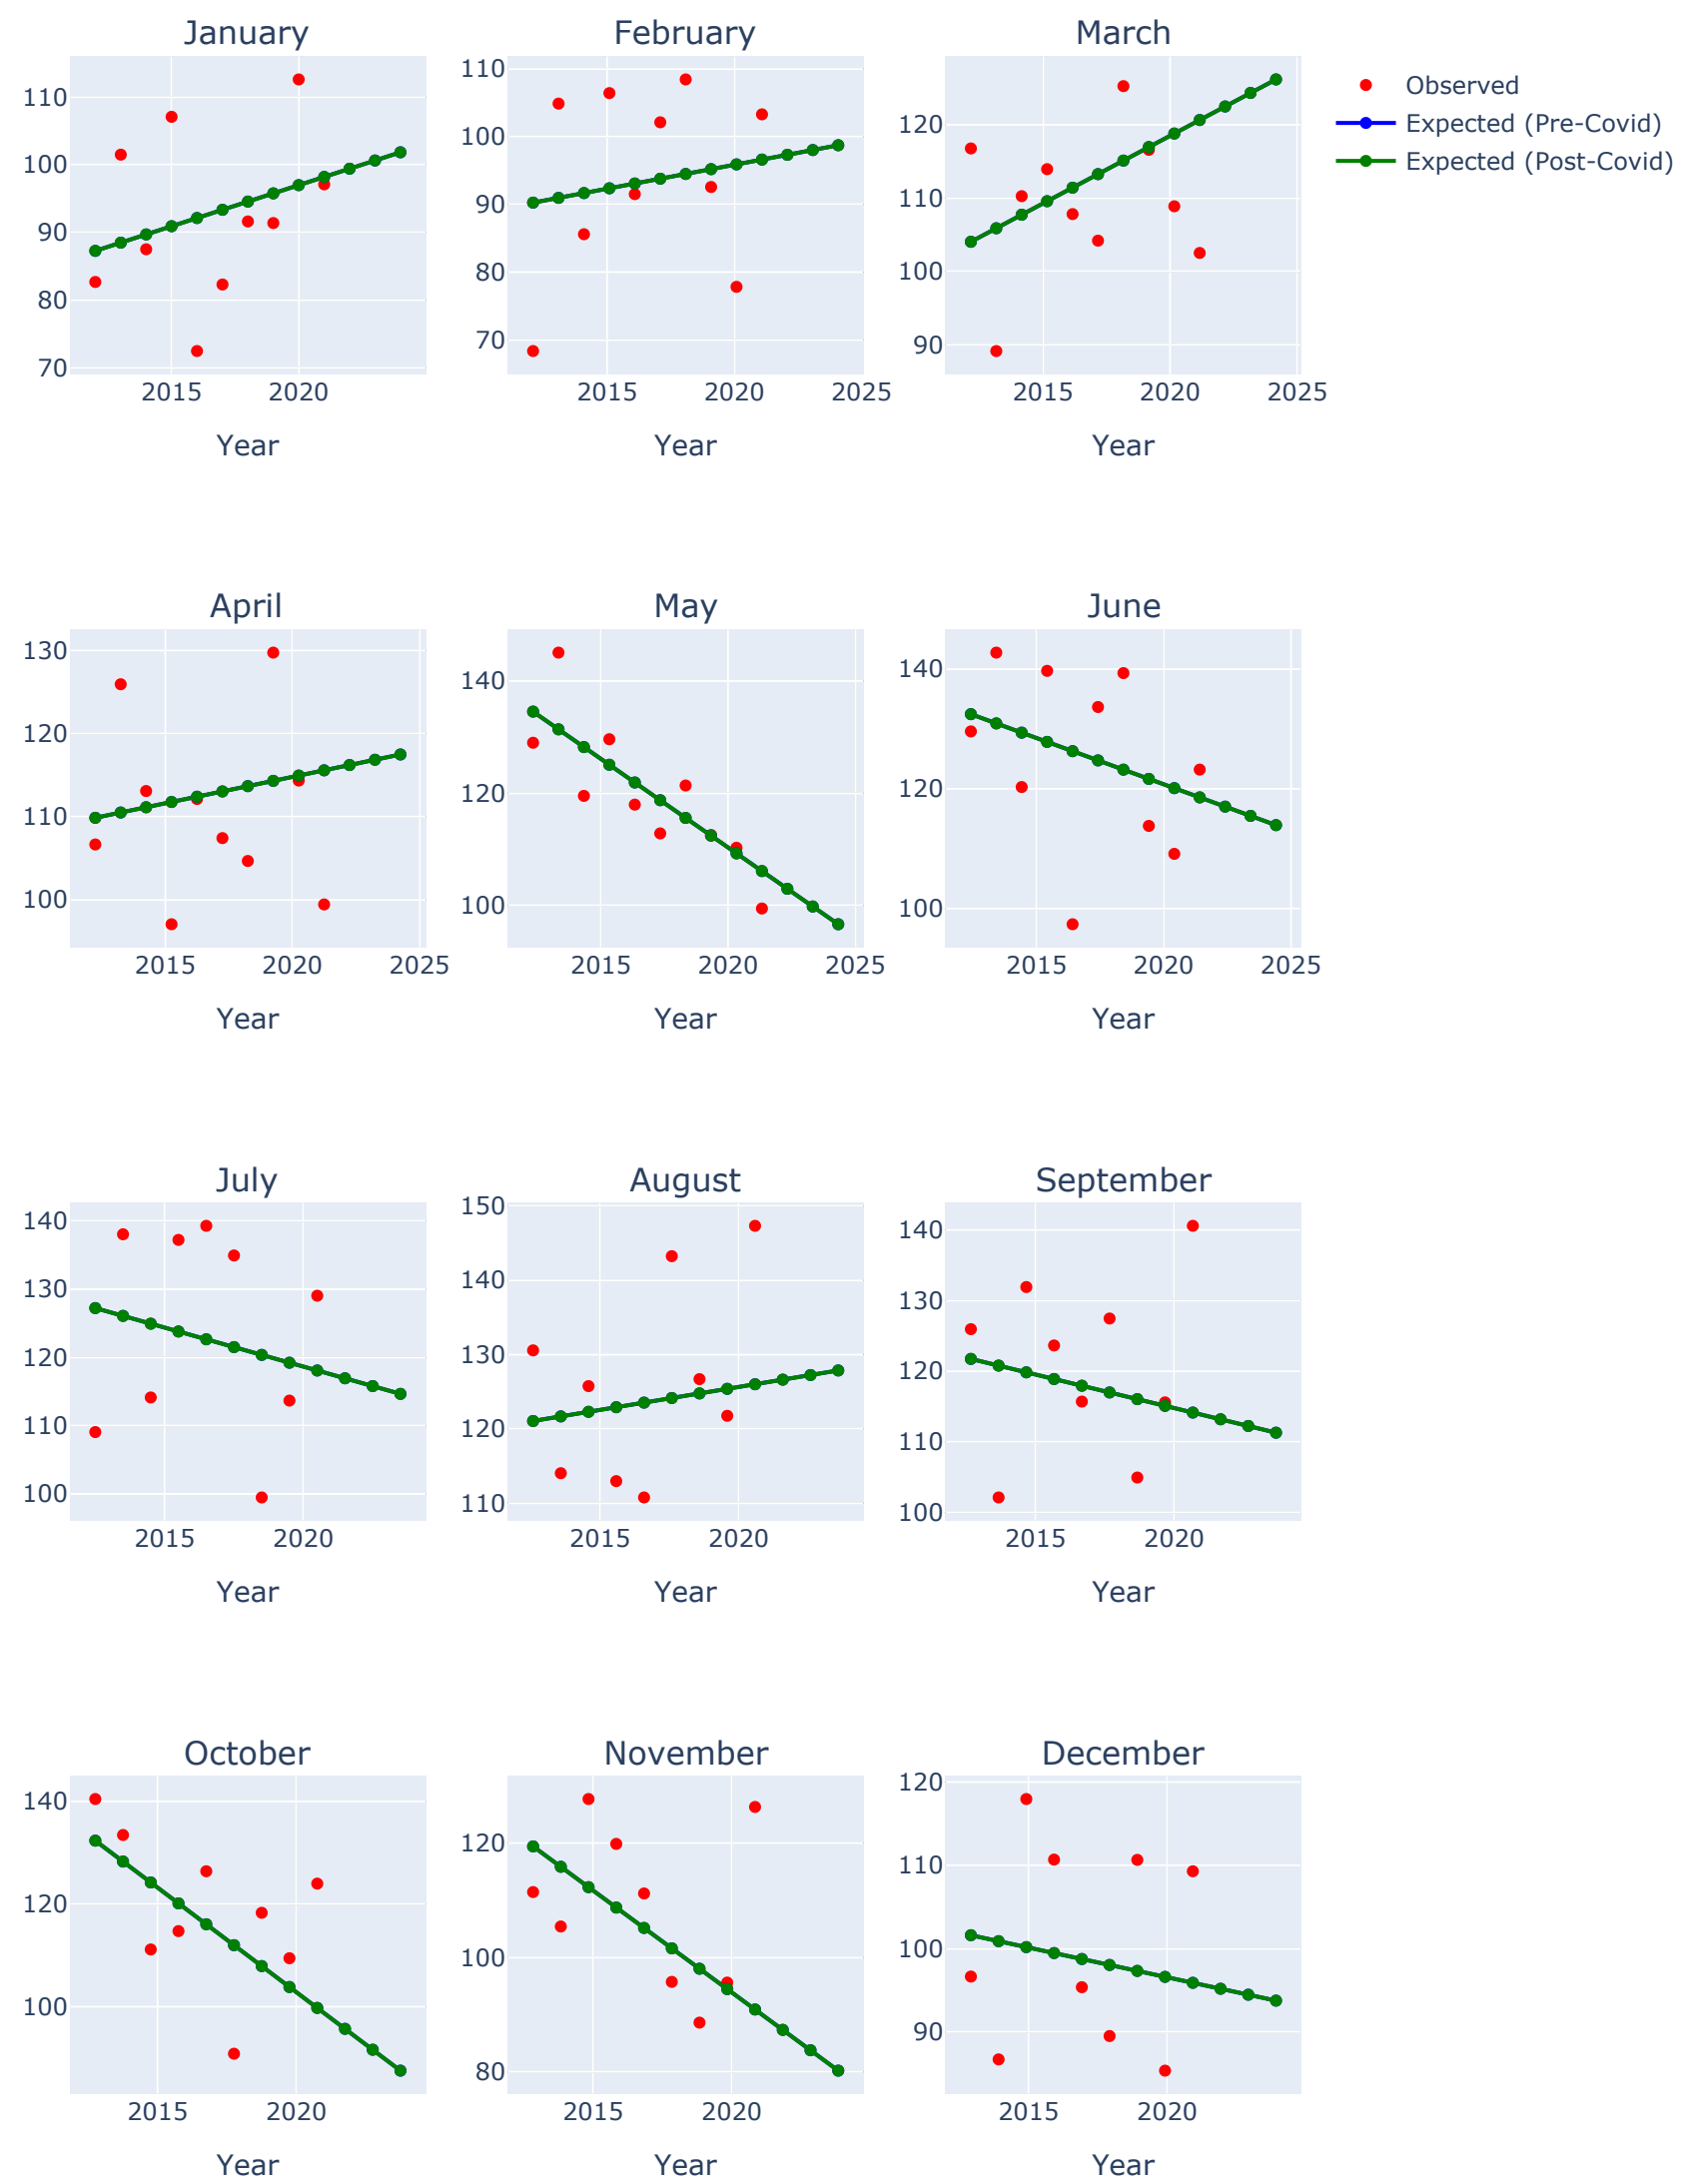 January
February
March
110
100
90
80
70
2015
2020
Year
110
100
90
80
70
2015
2020
2025
Year
120
110
100
90
2015
2020
2025
Year
Observed
Expected (Pre-Covid)
Expected (Post-Covid)
April
May
June
130
120
110
100
2015
2020
2025
Year
140
120
100
2015
2020
2025
Year
140
120
100
2015
2020
2025
Year
July
August
September
140
130
120
110
100
2015
2020
Year
150
140
130
120
110
2015
2020
Year
140
130
120
110
100
2015
2020
Year
October
November
December
140
120
100
2015
2020
Year
120
100
80
2015
2020
Year
120
110
100
90
2015
2020
Year